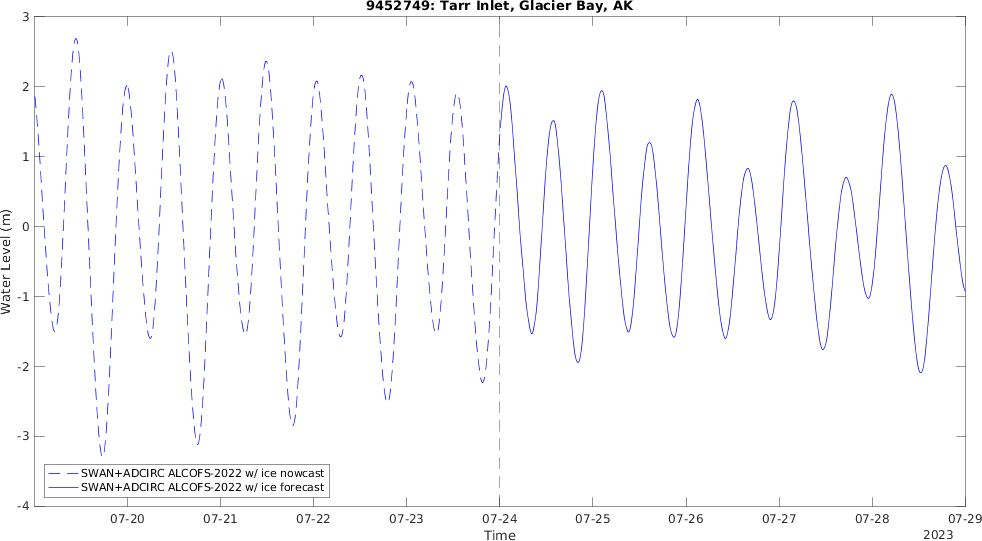 9452749: Tarr Inlet, Glacier Bay, AK
3
2
1
0
-1
-2
-3
-4
Water Level (m)
SWAN+ADCIRC ALCOFS-2022 w/ ice nowcast
SWAN+ADCIRC ALCOFS-2022 w/ ice forecast
07-20 07-21 07-22 07-23 07-24 07-25 07-26 07-27 07-28 07-29
Time
2023